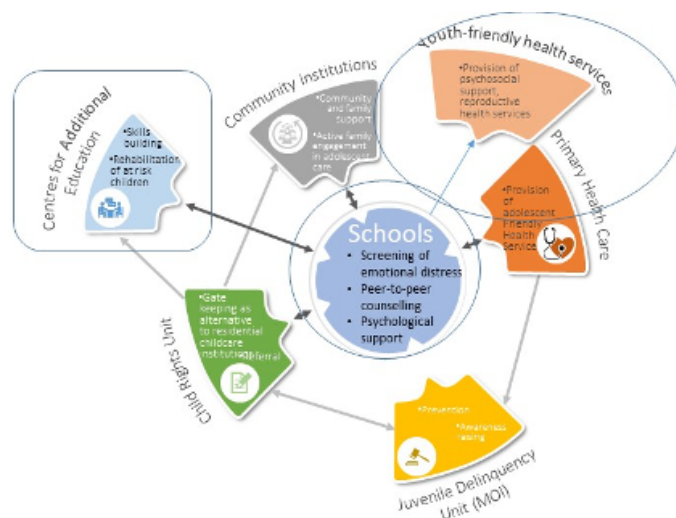 Youth-friendly health services
•Provision of
psychosocial
support,
reproductive
health services
Community institutions
•Community
and family
support
•Active family
engagement in
adolescent care
Centres for Additional
Education
•Skills
building
•Rehabilitation
of at risk
children
Primary Health Care
•Provision
of
adolescent
Friendly
Health
Service
Schools
• Screening of
emotional distress
• Peer-to-peer
counselling
• Psychological
support
Child Rights Unit
•Gate
keeping as
alternative
to residential
childcare
institutions
•Referral
•Prevention
•Awareness
raising
Juvenile Delinquency
Unit (MOI)